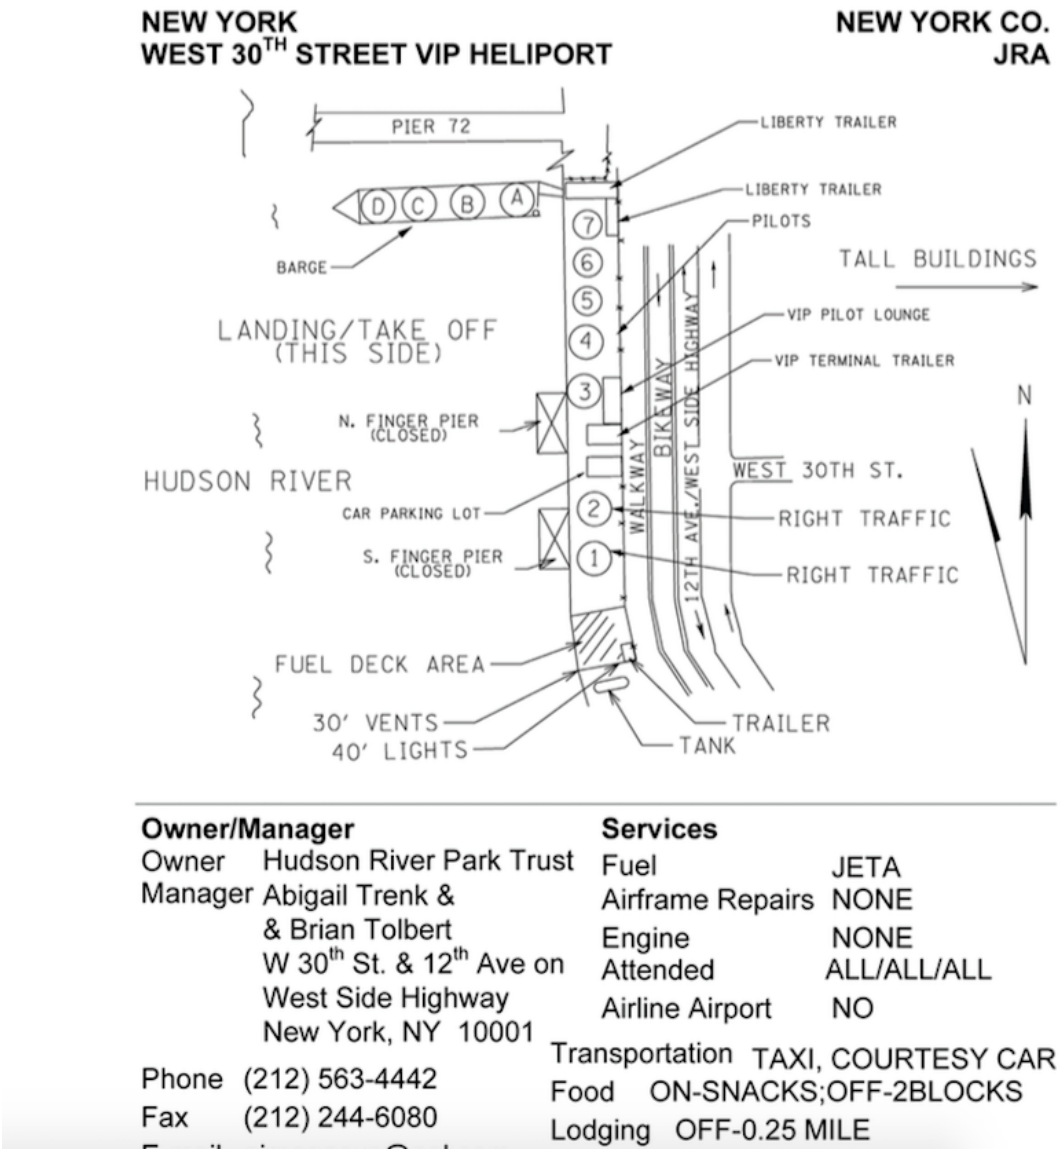 NEW YORK
NEW YORK CO.
WEST 30TH STREET VIP HELIPORT
JRA
PIER 72
LIBERTY TRAILER
D C B A
LIBERTY TRAILER
7
PILOTS
BARGE
6
TALL BUILDINGS
5
LANDING/TAKE OFF
(THIS SIDE)
4
VIP PILOT LOUNGE
VIP TERMINAL TRAILER
3
N
N. FINGER PIER
(CLOSED)
WALKWAY
BIKEWAY
12TH AVE./WEST SIDE HIGHWAY
WEST 30TH ST.
HUDSON RIVER
CAR PARKING LOT
2
RIGHT TRAFFIC
S. FINGER PIER
(CLOSED)
1
RIGHT TRAFFIC
FUEL DECK AREA
30' VENTS
TRAILER
40' LIGHTS
TANK
Owner/Manager
Owner Hudson River Park Trust
Manager Abigail Trenk &
& Brian Tolbert
W 30th St. & 12th Ave on
West Side Highway
New York, NY 10001
Phone (212) 563-4442
Fax (212) 244-6080
Services
Fuel JETA
Airframe Repairs NONE
Engine NONE
Attended ALL/ALL/ALL
Airline Airport NO
Transportation TAXI, COURTESY CAR
Food ON-SNACKS;OFF-2BLOCKS
Lodging OFF-0.25 MILE